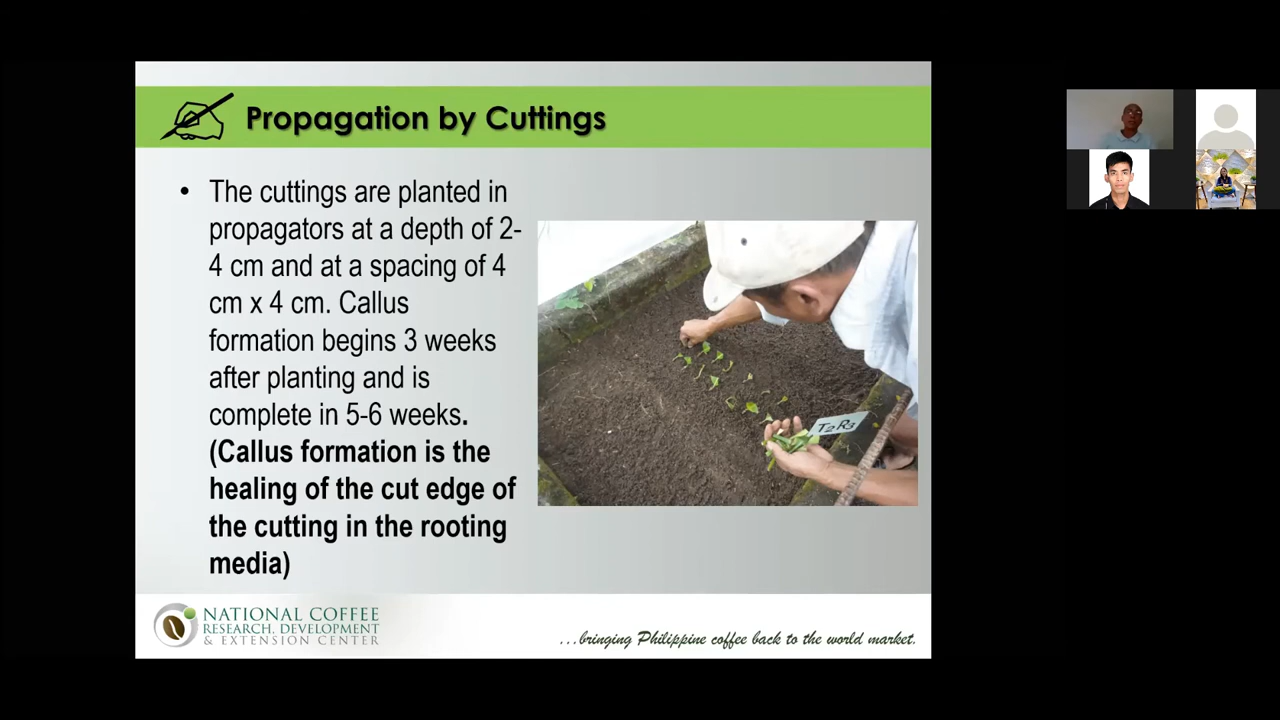 Propagation by Cuttings
• The cuttings are planted in
propagators at a depth of 2-
4 cm and at a spacing of 4
cm x 4 cm. Callus
formation begins 3 weeks
after planting and is
complete in 5-6 weeks.
(Callus formation is the
healing of the cut edge of
the cutting in the rooting
media)
T2R3
NATIONAL COFFEE
RESEARCH, DEVELOPMENT
& EXTENSION CENTER
...bringing Philippine coffee back to the world market.